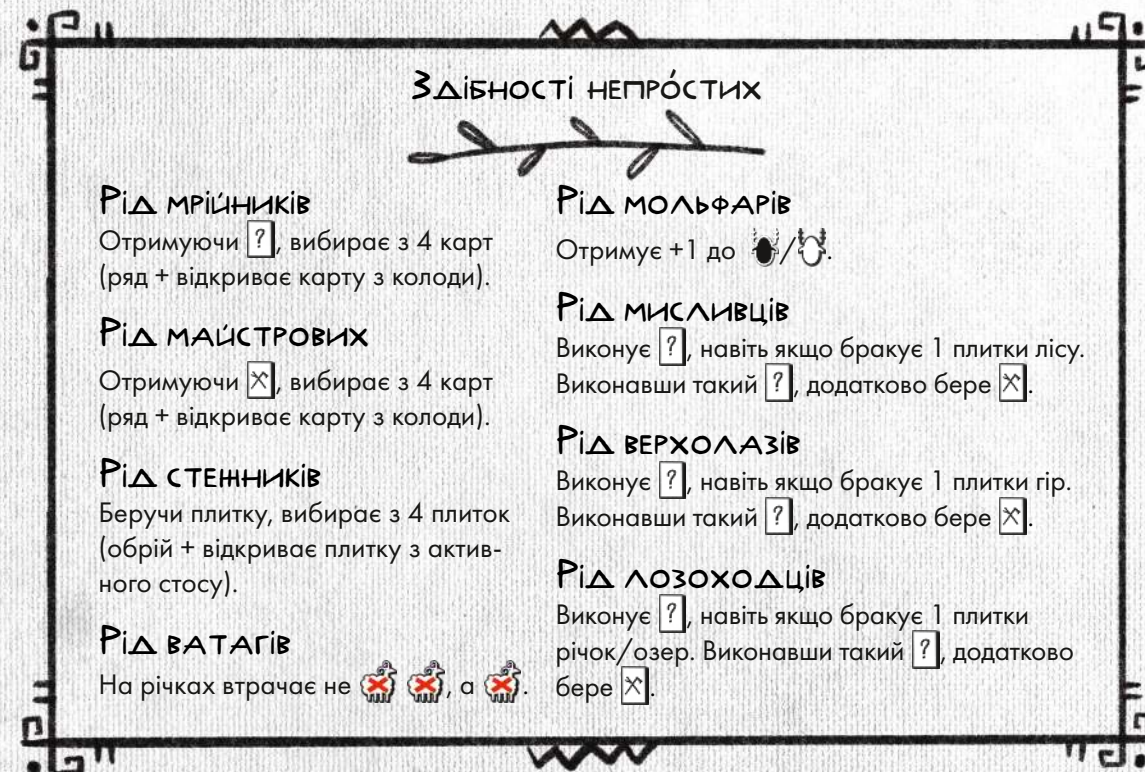 Здібності непро́стих
Рід мрійників
Отримуючи ?, вибирає з 4 карт
(ряд + відкриває карту з колоди).
Рід майстрових
Отримуючи , вибирає з 4 карт
(ряд + відкриває карту з колоди).
Рід стежників
Беручи плитку, вибирає з 4 плиток
(обрій + відкриває плитку з актив-
ного стосу).
Рід ватагів
На річках втрачає не , а .
Рід мольфарів
Отримує +1 до /.
Рід мисливців
Виконує ?, навіть якщо бракує 1 плитки лісу.
Виконавши такий ?, додатково бере .
Рід верхолазів
Виконує ?, навіть якщо бракує 1 плитки гір.
Виконавши такий ?, додатково бере .
Рід лозоходців
Виконує ?, навіть якщо бракує 1 плитки
річок/озер. Виконавши такий ?, додатково
бере .